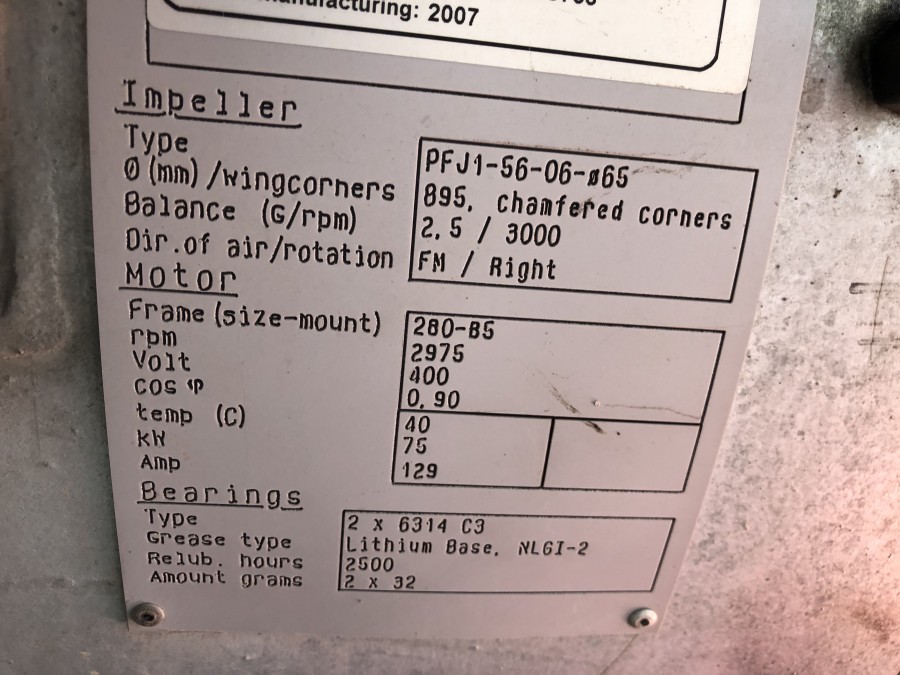 manufacturing: 2007
Impeller
Type PFJ1-56-06-ø65
Ø (mm) /wingcorners 895, Chamfered corners
Balance (G/rpm) 2,5 / 3000
Dir.of air/rotation FM / Right
Motor
Frame (size-mount) 280-B5
rpm 2975
Volt 400
cos φ 0,90
temp (C) 40
kW 75
Amp 129
Bearings
Type 2 x 6314 C3
Grease type Lithium Base, NLGI-2
Relub. hours 2500
Amount grams 2 x 32